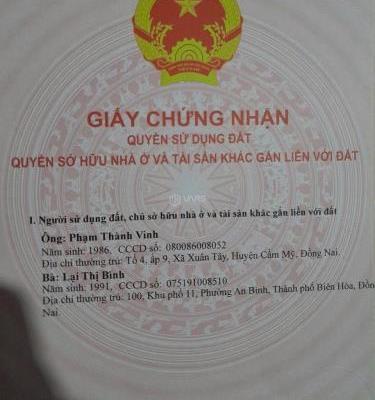 GIẤY CHỨNG NHẬN
QUYỀN SỬ DỤNG ĐẤT
QUYỀN SỞ HỮU NHÀ Ở VÀ TÀI SẢN KHÁC GẮN LIỀN VỚI ĐẤT
I. Người sử dụng đất, chủ sở hữu nhà ở và tài sản khác gắn liền với đất
Ông: Phạm Thành Vinh
Năm sinh: 1986, CCCD số: 080086008052
Địa chỉ thường trú: Tổ 4, ấp 9, Xã Xuân Tây, Huyện Cẩm Mỹ, Đồng Nai.
Bà: Lại Thị Bình
Năm sinh: 1991, CCCD số: 075191008510
Địa chỉ thường trú: 100, Khu phố 11, Phường An Bình, Thành phố Biên Hòa, Đồn
Nai.